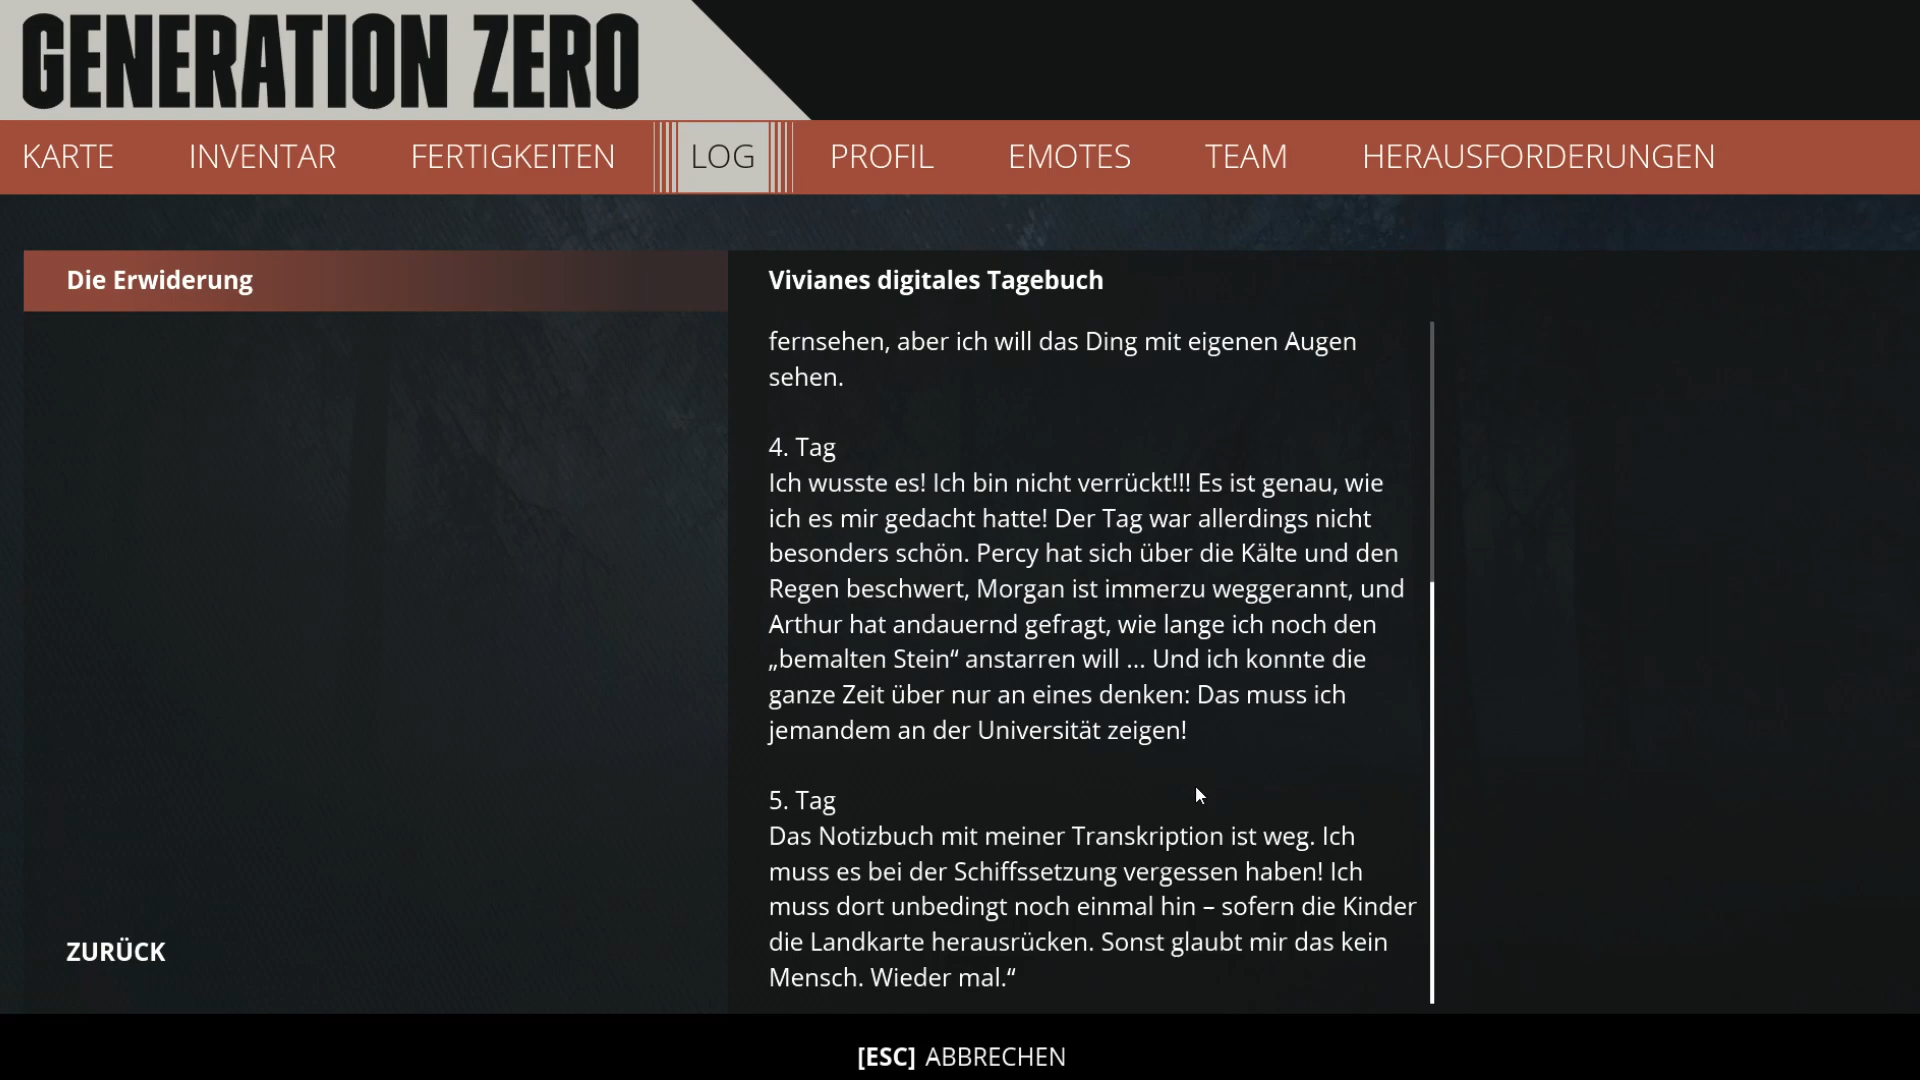 GENERATION ZERO
KARTE
INVENTAR
FERTIGKEITEN
LOG
PROFIL
EMOTES
TEAM
HERAUSFORDERUNGEN
Die Erwiderung
ZURÜCK
Vivianes digitales Tagebuch
fernsehen, aber ich will das Ding mit eigenen Augen
sehen.
4. Tag
Ich wusste es! Ich bin nicht verrückt!!! Es ist genau, wie
ich es mir gedacht hatte! Der Tag war allerdings nicht
besonders schön. Percy hat sich über die Kälte und den
Regen beschwert, Morgan ist immerzu weggerannt, und
Arthur hat andauernd gefragt, wie lange ich noch den
„bemalten Stein“ anstarren will ... Und ich konnte die
ganze Zeit über nur an eines denken: Das muss ich
jemandem an der Universität zeigen!
5. Tag
Das Notizbuch mit meiner Transkription ist weg. Ich
muss es bei der Schiffssetzung vergessen haben! Ich
muss dort unbedingt noch einmal hin – sofern die Kinder
die Landkarte herausrücken. Sonst glaubt mir das kein
Mensch. Wieder mal.“
[ESC] ABBRECHEN